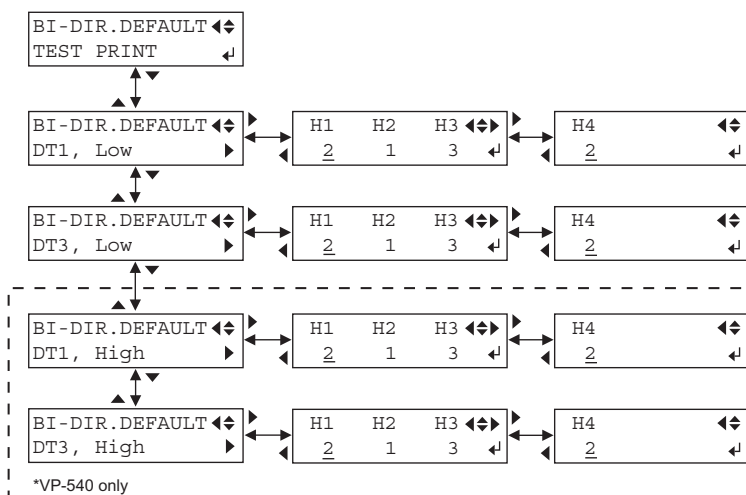 BI-DIR.DEFAULT
TEST PRINT
BI-DIR.DEFAULT H1 H2 H3 H4
DT1, Low 2 1 3 2
BI-DIR.DEFAULT H1 H2 H3 H4
DT3, Low 2 1 3 2
BI-DIR.DEFAULT H1 H2 H3 H4
DT1, High 2 1 3 2
BI-DIR.DEFAULT H1 H2 H3 H4
DT3, High 2 1 3 2
*VP-540 only